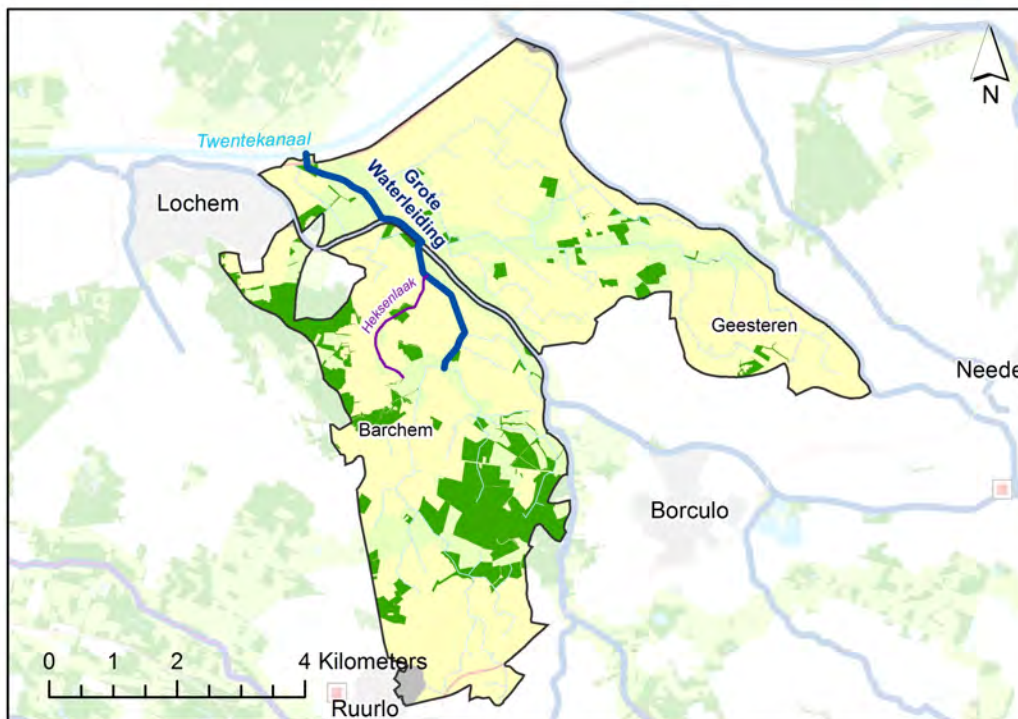 N
Twentekanaal
Lochem
Grote
Waterleiding
Heksenlaak
Geesteren
Neede
Barchem
Borculo
0 1 2 4 Kilometers
Ruurlo